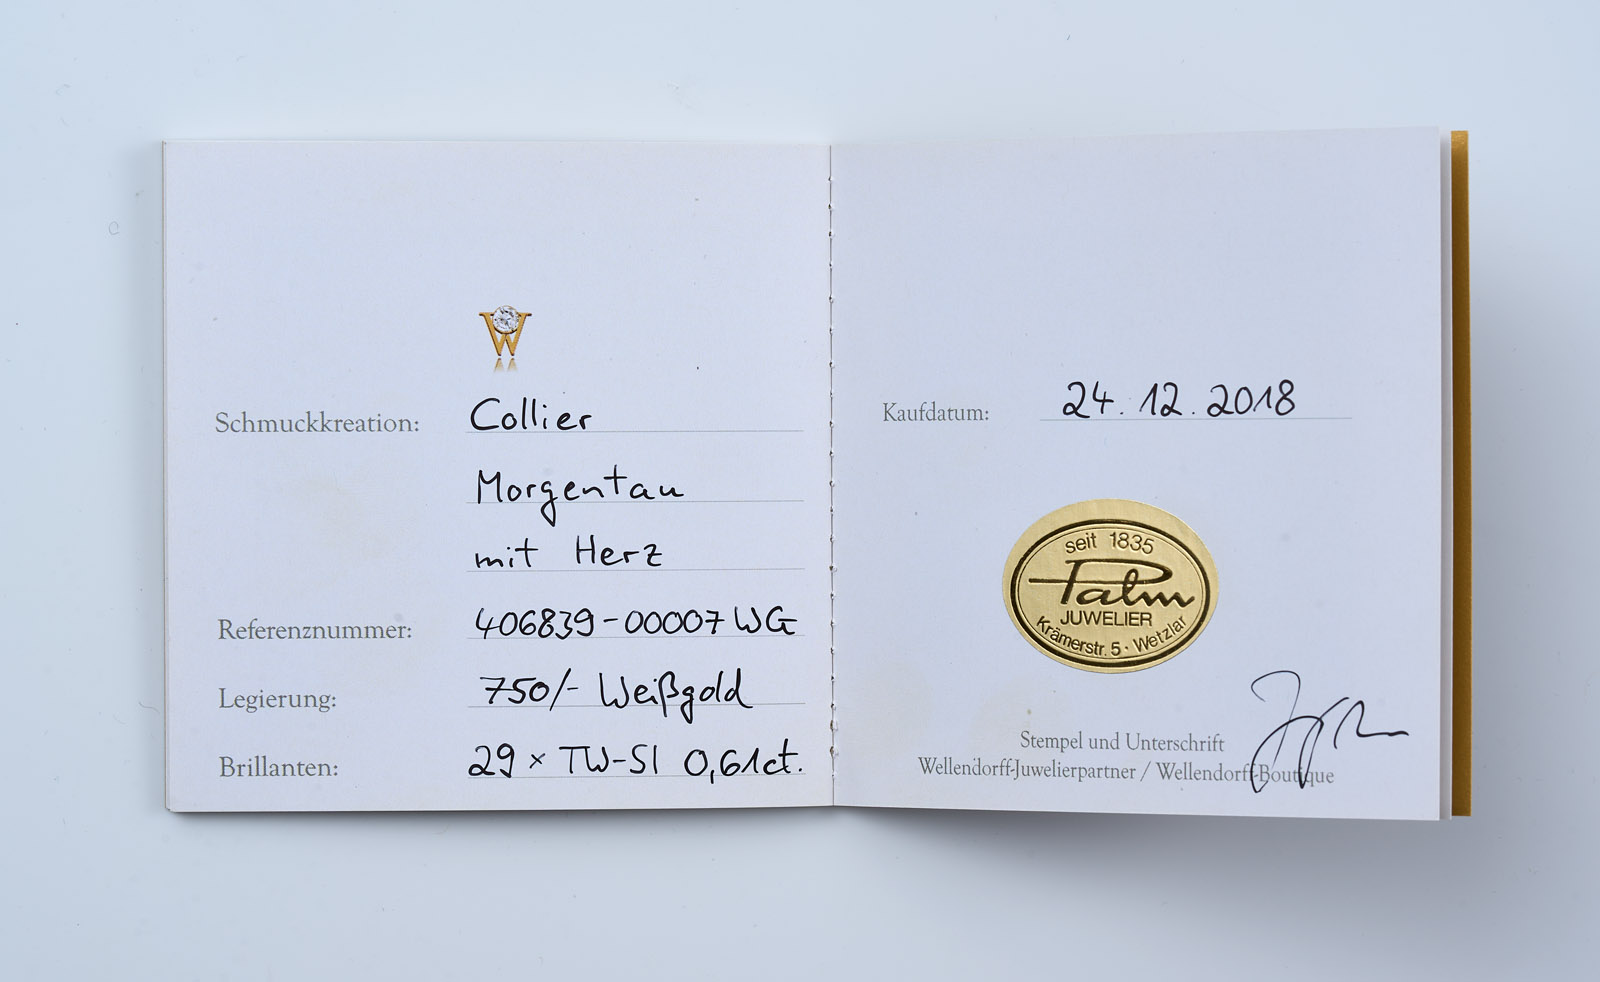 W
Schmuckkreation: Collier
Morgentau
mit Herz
Referenznummer: 406839-00007 WG
Legierung: 750/- Weißgold
Brillanten: 29 x TW-SI 0,61ct.
Kaufdatum: 24.12.2018
seit 1835
Palm
JUWELIER
Krämerstr. 5 · Wetzlar
Stempel und Unterschrift
Wellendorff-Juwelierpartner / Wellendorff-Boutique